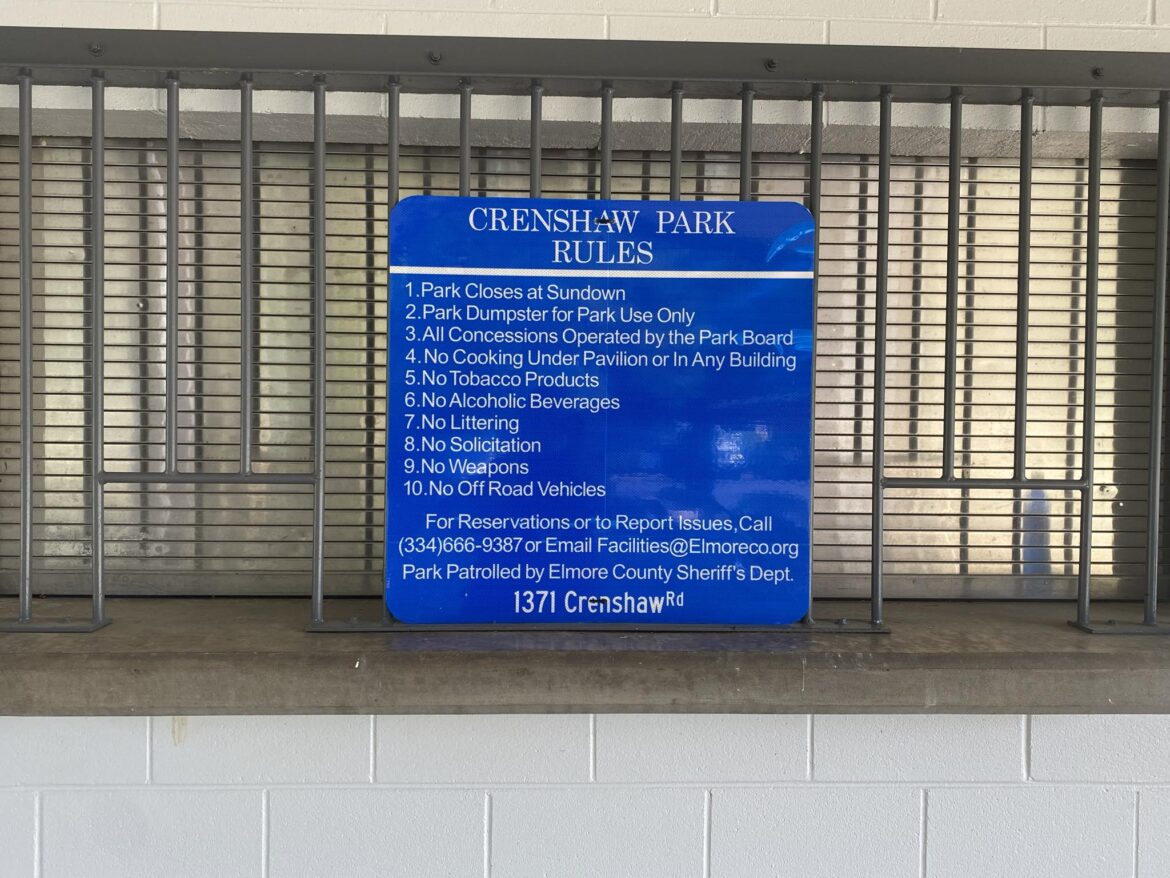 CRENSHAW PARK
RULES
1.Park Closes at Sundown
2.Park Dumpster for Park Use Only
3.All Concessions Operated by the Park Board
4.No Cooking Under Pavilion or In Any Building
5.No Tobacco Products
6.No Alcoholic Beverages
7.No Littering
8.No Solicitation
9.No Weapons
10.No Off Road Vehicles
For Reservations or to Report Issues,Call
(334)666-9387 or Email Facilities@Elmoreco.org
Park Patrolled by Elmore County Sheriff's Dept.
1371 Crenshaw Rd